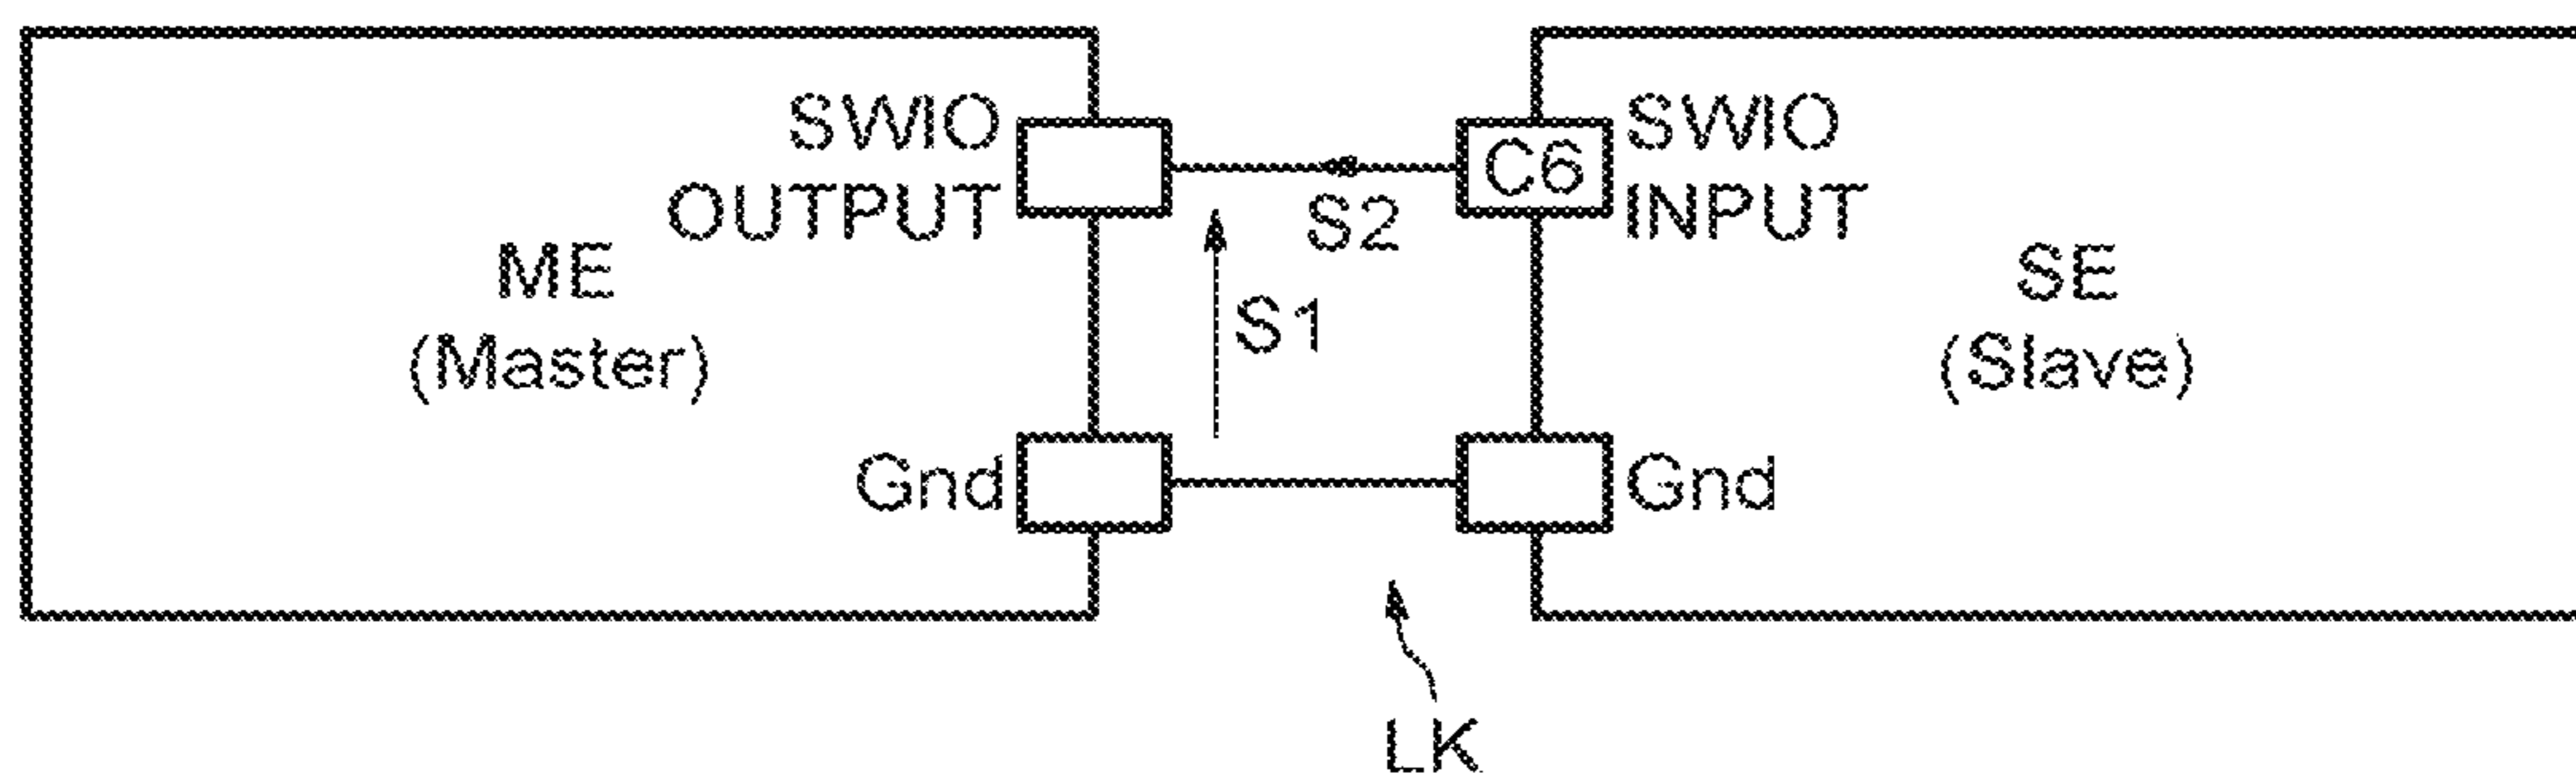 SWIO
OUTPUT
ME
(Master)
Gnd
S1
S2
C6
SWIO
INPUT
SE
(Slave)
Gnd
LK